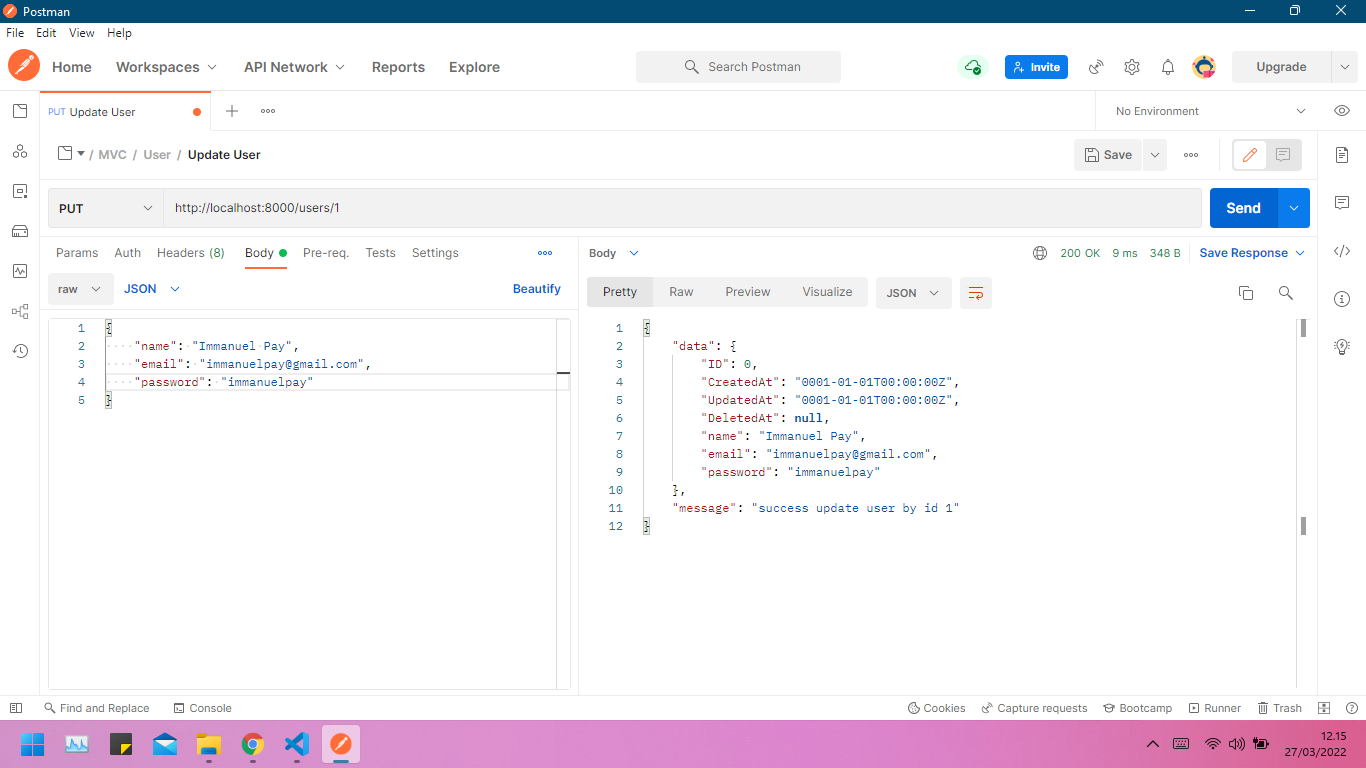 Postman
File Edit View Help
Home Workspaces API Network Reports Explore Search Postman Invite Upgrade
PUT Update User No Environment
/ MVC / User / Update User Save
PUT http://localhost:8000/users/1 Send
Params Auth Headers (8) Body Pre-req. Tests Settings
raw JSON Beautify
1 {
2 "name": "Immanuel Pay",
3 "email": "immanuelpay@gmail.com",
4 "password": "immanuelpay"
5 }
Body 200 OK 9 ms 348 B Save Response
Pretty Raw Preview Visualize JSON
1 {
2 "data": {
3 "ID": 0,
4 "CreatedAt": "0001-01-01T00:00:00Z",
5 "UpdatedAt": "0001-01-01T00:00:00Z",
6 "DeletedAt": null,
7 "name": "Immanuel Pay",
8 "email": "immanuelpay@gmail.com",
9 "password": "immanuelpay"
10 },
11 "message": "success update user by id 1"
12 }
Find and Replace Console Cookies Capture requests Bootcamp Runner Trash
12.15
27/03/2022